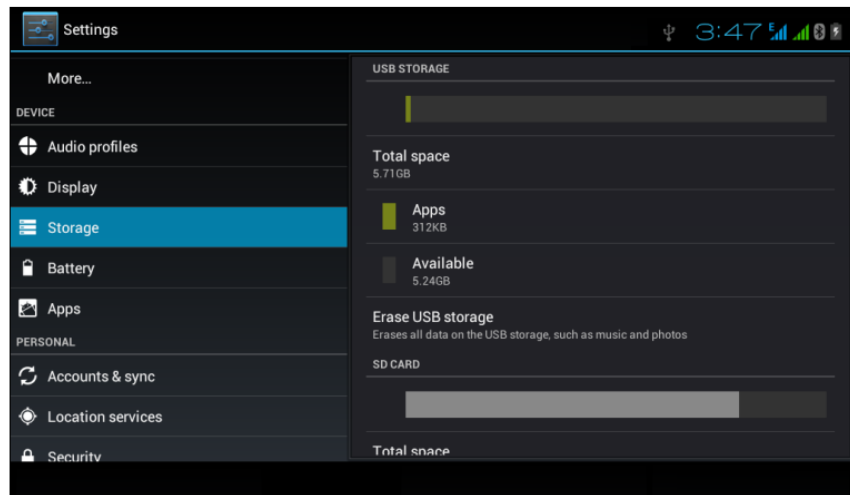 Settings
3:47
E
More...
DEVICE
Audio profiles
Display
Storage
Battery
Apps
PERSONAL
Accounts & sync
Location services
Security
USB STORAGE
Total space
5.71GB
Apps
312KB
Available
5.24GB
Erase USB storage
Erases all data on the USB storage, such as music and photos
SD CARD
Total space